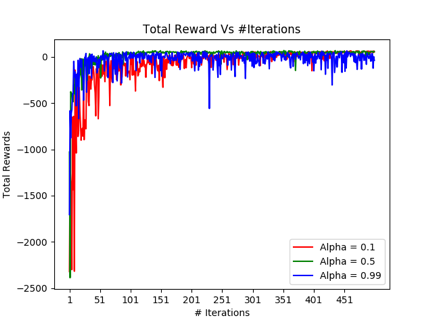 Total Reward Vs #Iterations
Total Rewards
0
−500
−1000
−1500
−2000
−2500
1 51 101 151 201 251 301 351 401 451
# Iterations
Alpha = 0.1
Alpha = 0.5
Alpha = 0.99